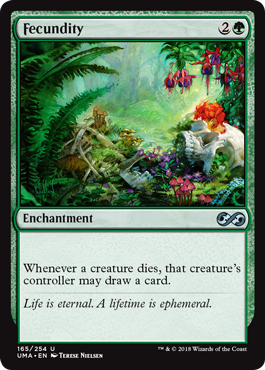 Fecundity 2
Enchantment
Whenever a creature dies, that creature's
controller may draw a card.
Life is eternal. A lifetime is ephemeral.
165/254 U
UMA • EN Terese Nielsen
™ & © 2018 Wizards of the Coast